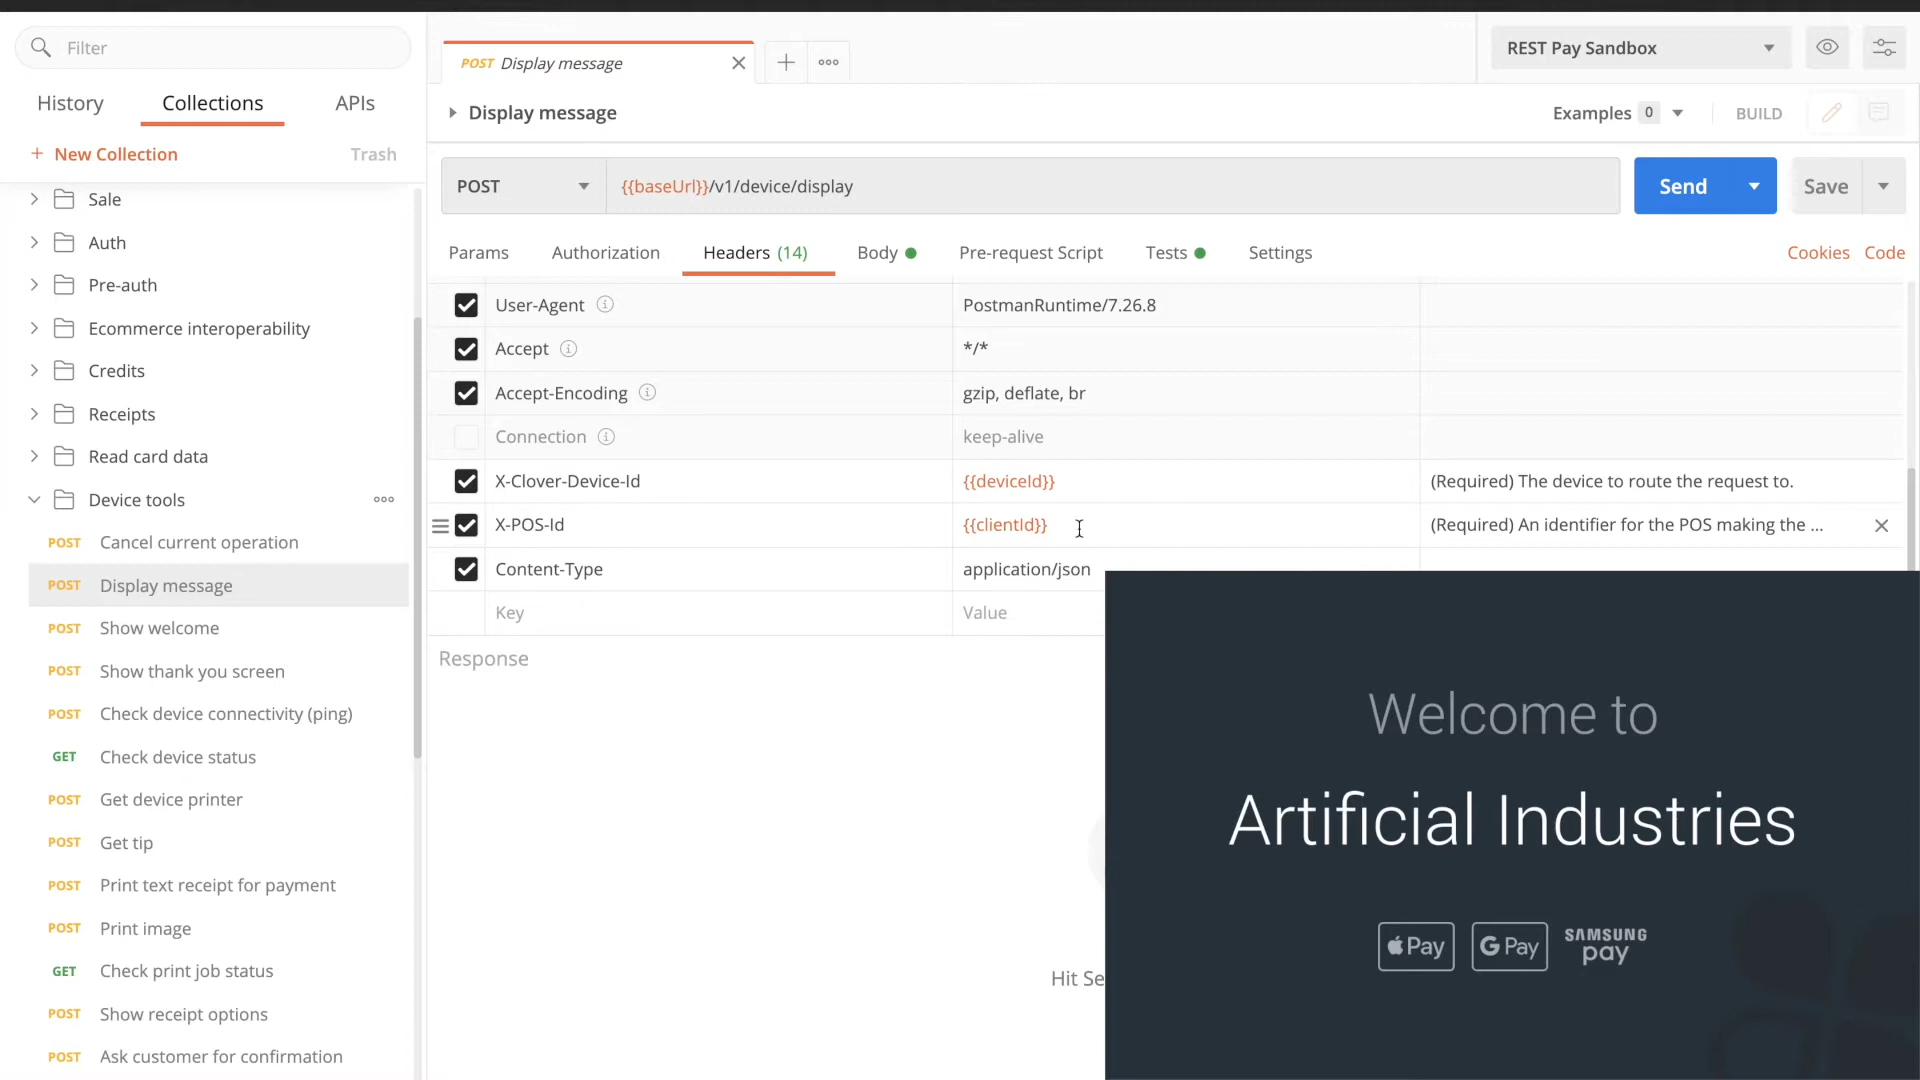 Filter
History Collections APIs
+ New Collection Trash
Sale
Auth
Pre-auth
Ecommerce interoperability
Credits
Receipts
Read card data
Device tools
POST Cancel current operation
POST Display message
POST Show welcome
POST Show thank you screen
POST Check device connectivity (ping)
GET Check device status
POST Get device printer
POST Get tip
POST Print text receipt for payment
POST Print image
GET Check print job status
POST Show receipt options
POST Ask customer for confirmation
POST Display message
REST Pay Sandbox
Display message
Examples 0 BUILD
POST {{baseUrl}}/v1/device/display Send Save
Params Authorization Headers (14) Body Pre-request Script Tests Settings Cookies Code
User-Agent PostmanRuntime/7.26.8
Accept */*
Accept-Encoding gzip, deflate, br
Connection keep-alive
X-Clover-Device-Id {{deviceId}} (Required) The device to route the request to.
X-POS-Id {{clientId}} (Required) An identifier for the POS making the ...
Content-Type application/json
Key Value
Response
Hit Se
Welcome to
Artificial Industries
Pay G Pay SAMSUNG pay